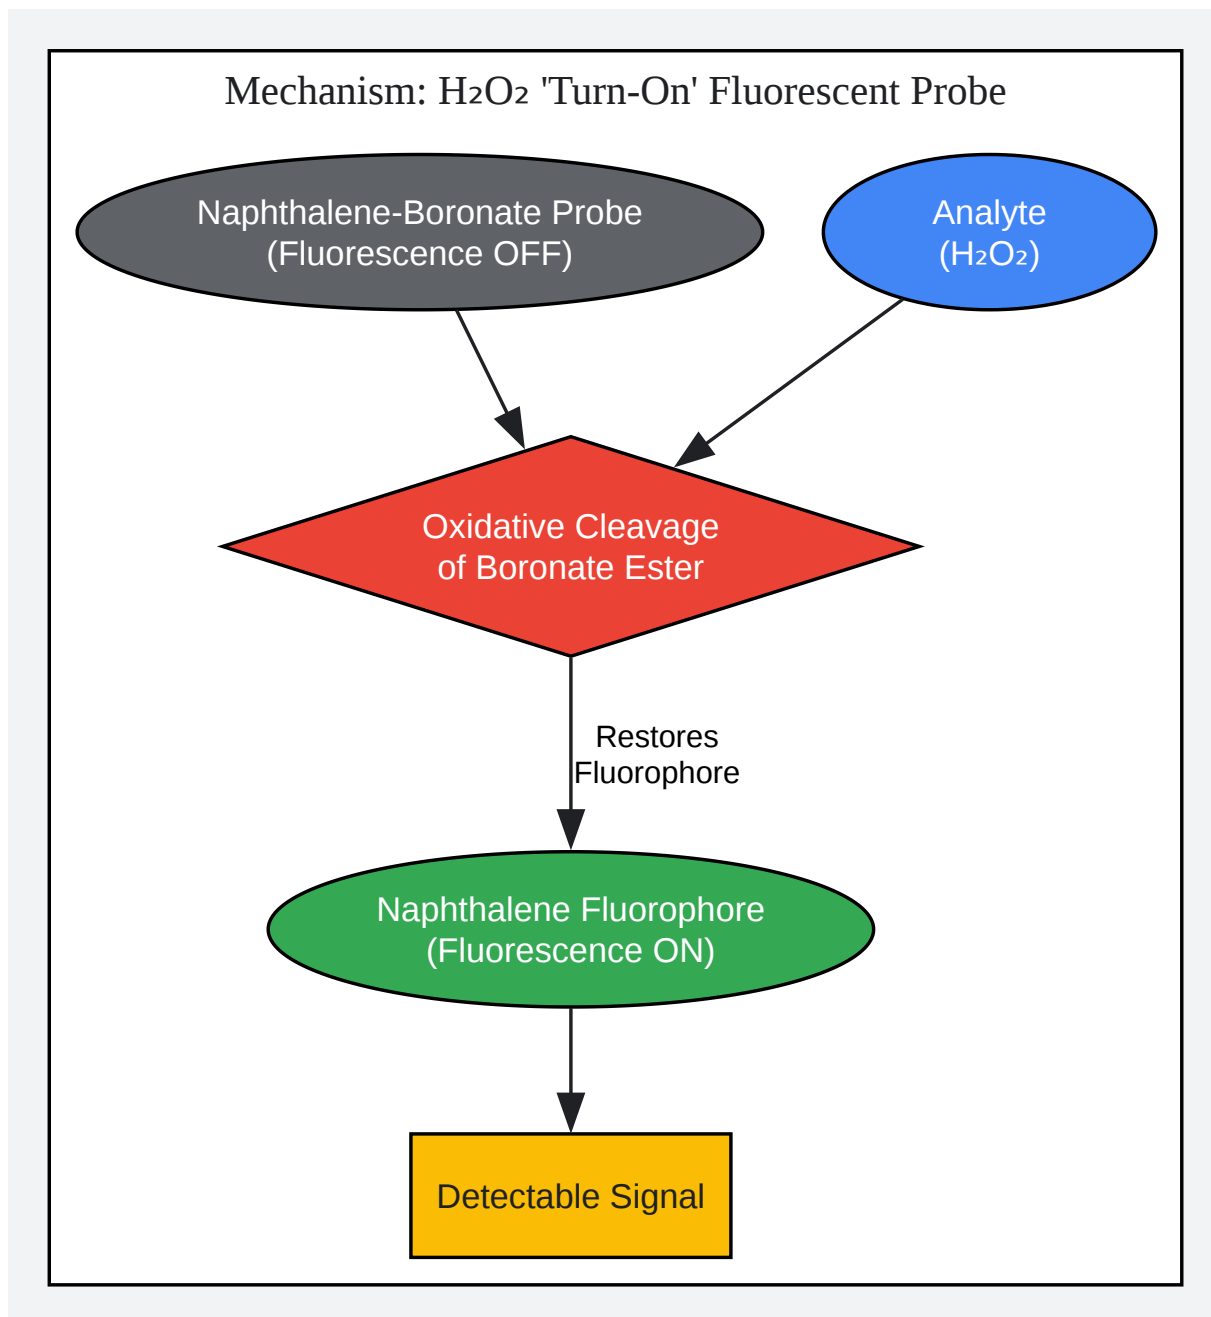 Mechanism: H₂O₂ 'Turn-On' Fluorescent Probe
Naphthalene-Boronate Probe
(Fluorescence OFF)
Analyte
(H₂O₂)
Oxidative Cleavage
of Boronate Ester
Restores
Fluorophore
Naphthalene Fluorophore
(Fluorescence ON)
Detectable Signal